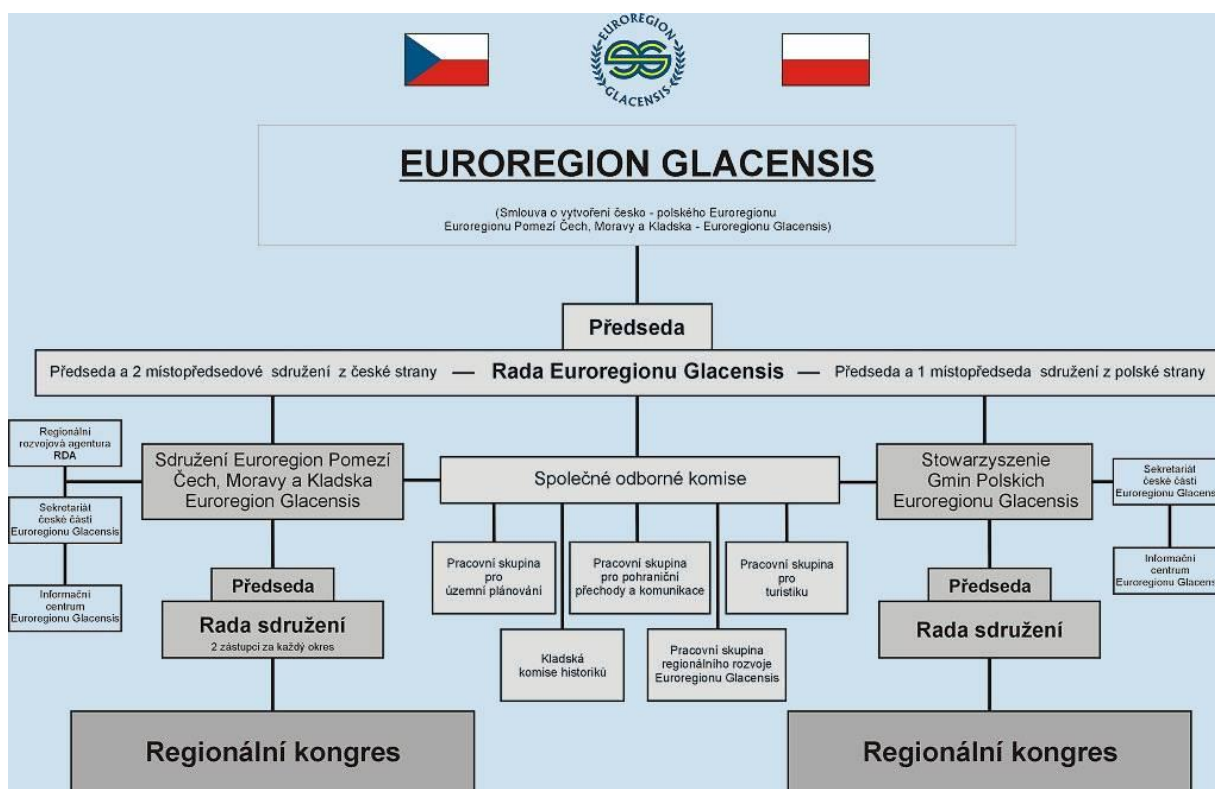 EUROREGION
GLACENSIS
EUROREGION GLACENSIS
(Smlouva o vytvoření česko - polského Euroregionu
Euroregionu Pomezí Čech, Moravy a Kladska - Euroregionu Glacensis)
Předseda
Předseda a 2 místopředsedové sdružení z české strany — Rada Euroregionu Glacensis — Předseda a 1 místopředseda sdružení z polské strany
Regionální
rozvojová agentura
RDA
Sekretariát
české části
Euroregionu Glacensis
Informační
centrum
Euroregionu Glacensis
Sdružení Euroregion Pomezí
Čech, Moravy a Kladska
Euroregion Glacensis
Předseda
Rada sdružení
2 zástupci za každý okres
Regionální kongres
Společné odborné komise
Pracovní skupina
pro
územní plánování
Pracovní skupina
pro pohraniční
přechody a komunikace
Pracovní skupina
pro
turistiku
Kladská
komise historiků
Pracovní skupina
regionálního rozvoje
Euroregionu Glacensis
Stowarzyszenie
Gmin Polskich
Euroregionu Glacensis
Předseda
Rada sdružení
Regionální kongres
Sekretariát
české části
Euroregionu Glacensis
Informační centrum
Euroregionu Glacensis